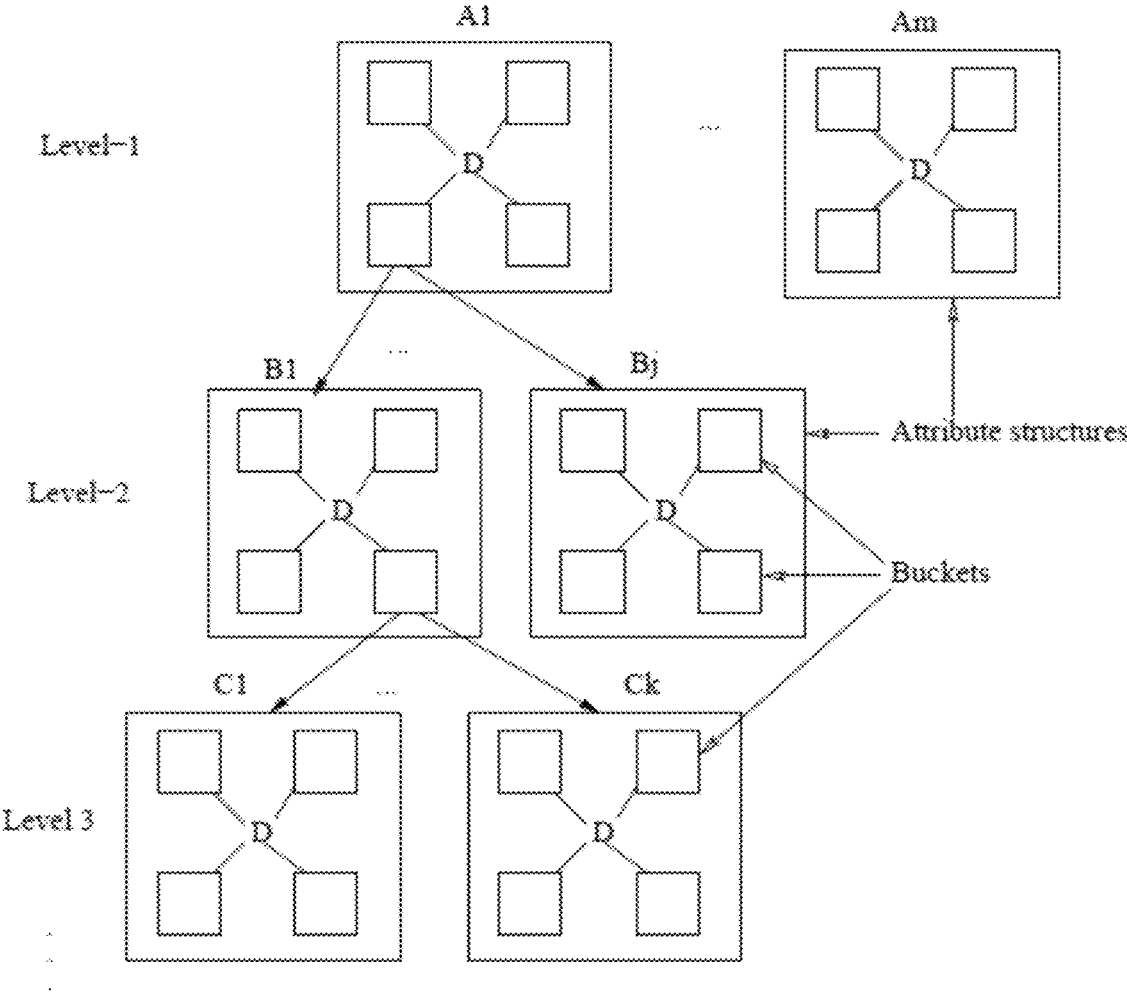 A1
Am
...
Level-1
D
D
...
B1
Bj
Attribute structures
Level-2
D
D
Buckets
C1
...
Ck
Level 3
D
D
.
.
.